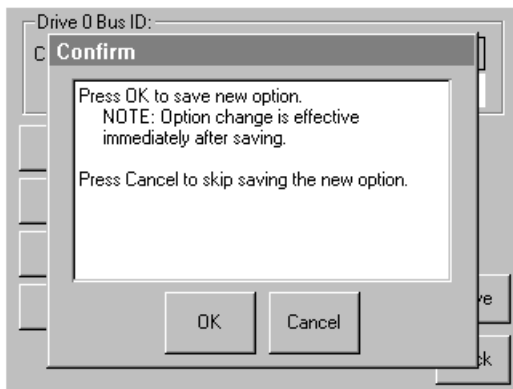 Drive 0 Bus ID:
C
Confirm
Press OK to save new option.
NOTE: Option change is effective
immediately after saving.
Press Cancel to skip saving the new option.
OK
Cancel
ve
ck